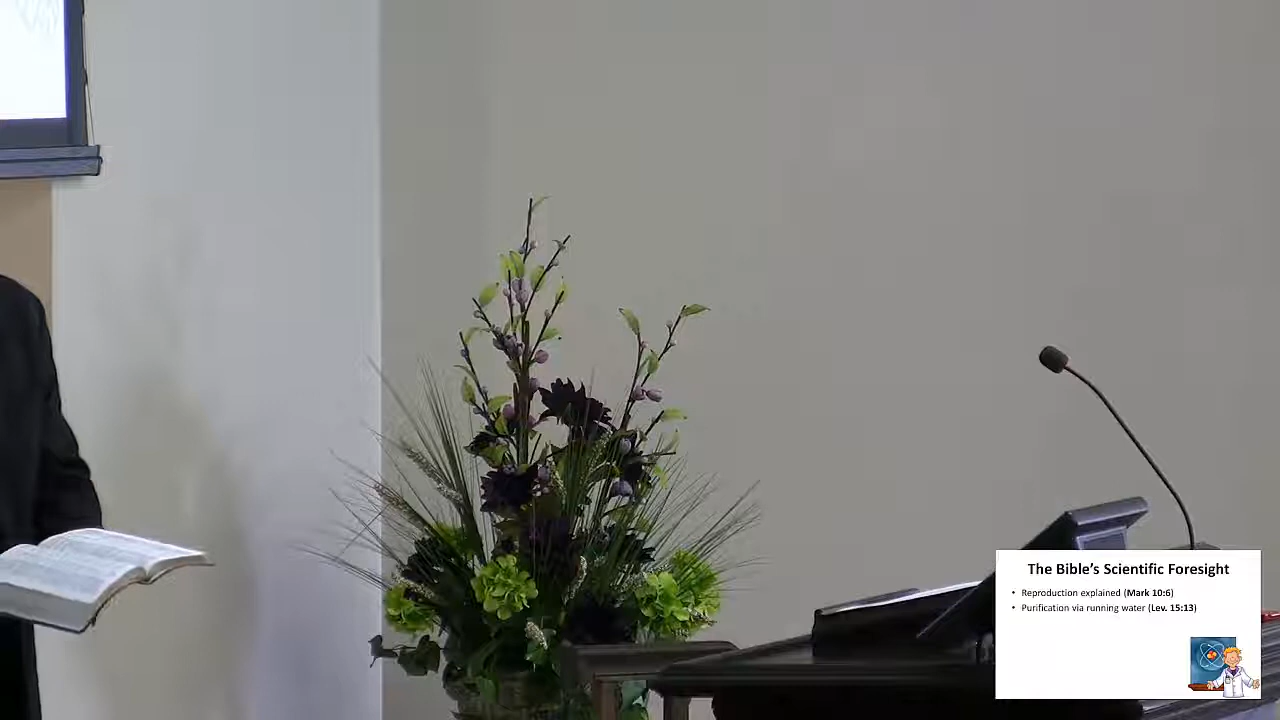 The Bible's Scientific Foresight
• Reproduction explained (Mark 10:6)
• Purification via running water (Lev. 15:13)